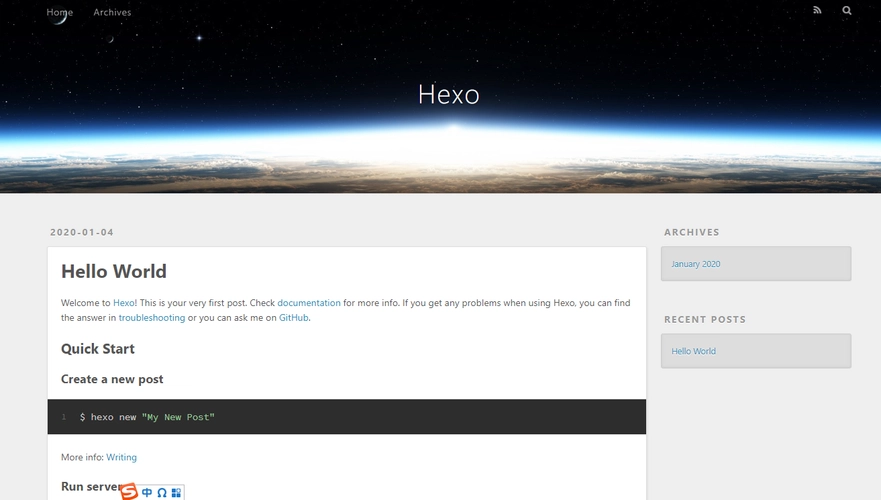 Home Archives
Hexo
2020-01-04
Hello World
Welcome to Hexo! This is your very first post. Check documentation for more info. If you get any problems when using Hexo, you can find
the answer in troubleshooting or you can ask me on GitHub.
Quick Start
Create a new post
1 $ hexo new "My New Post"
More info: Writing
Run server
S 中 Ω
ARCHIVES
January 2020
RECENT POSTS
Hello World